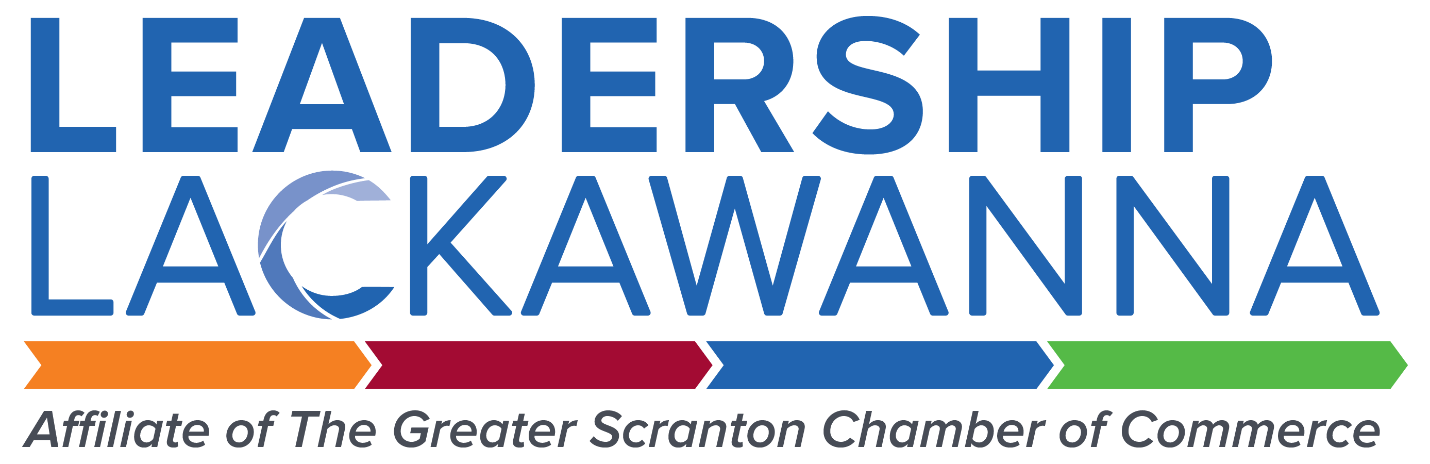 LEADERSHIP
LACKAWANNA
Affiliate of The Greater Scranton Chamber of Commerce